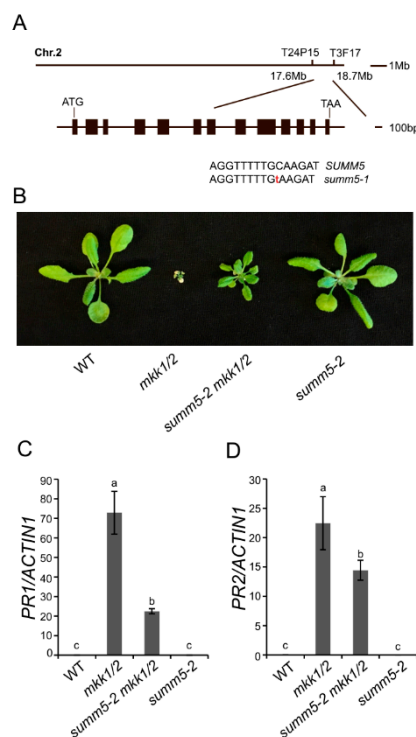 A
Chr.2
T24P15 T3F17
1Mb
17.6Mb 18.7Mb
ATG TAA
100bp
AGGTTTTTGCAAGAT SUMM5
AGGTTTTTGtAAGAT summ5-1
B
WT
mkk1/2
summ5-2 mkk1/2
summ5-2
C
PR1/ACTIN1
90
80
70
60
50
40
30
20
10
0
a
b
c
c
WT
mkk1/2
summ5-2 mkk1/2
summ5-2
D
PR2/ACTIN1
30
25
20
15
10
5
0
a
b
c
c
WT
mkk1/2
summ5-2 mkk1/2
summ5-2